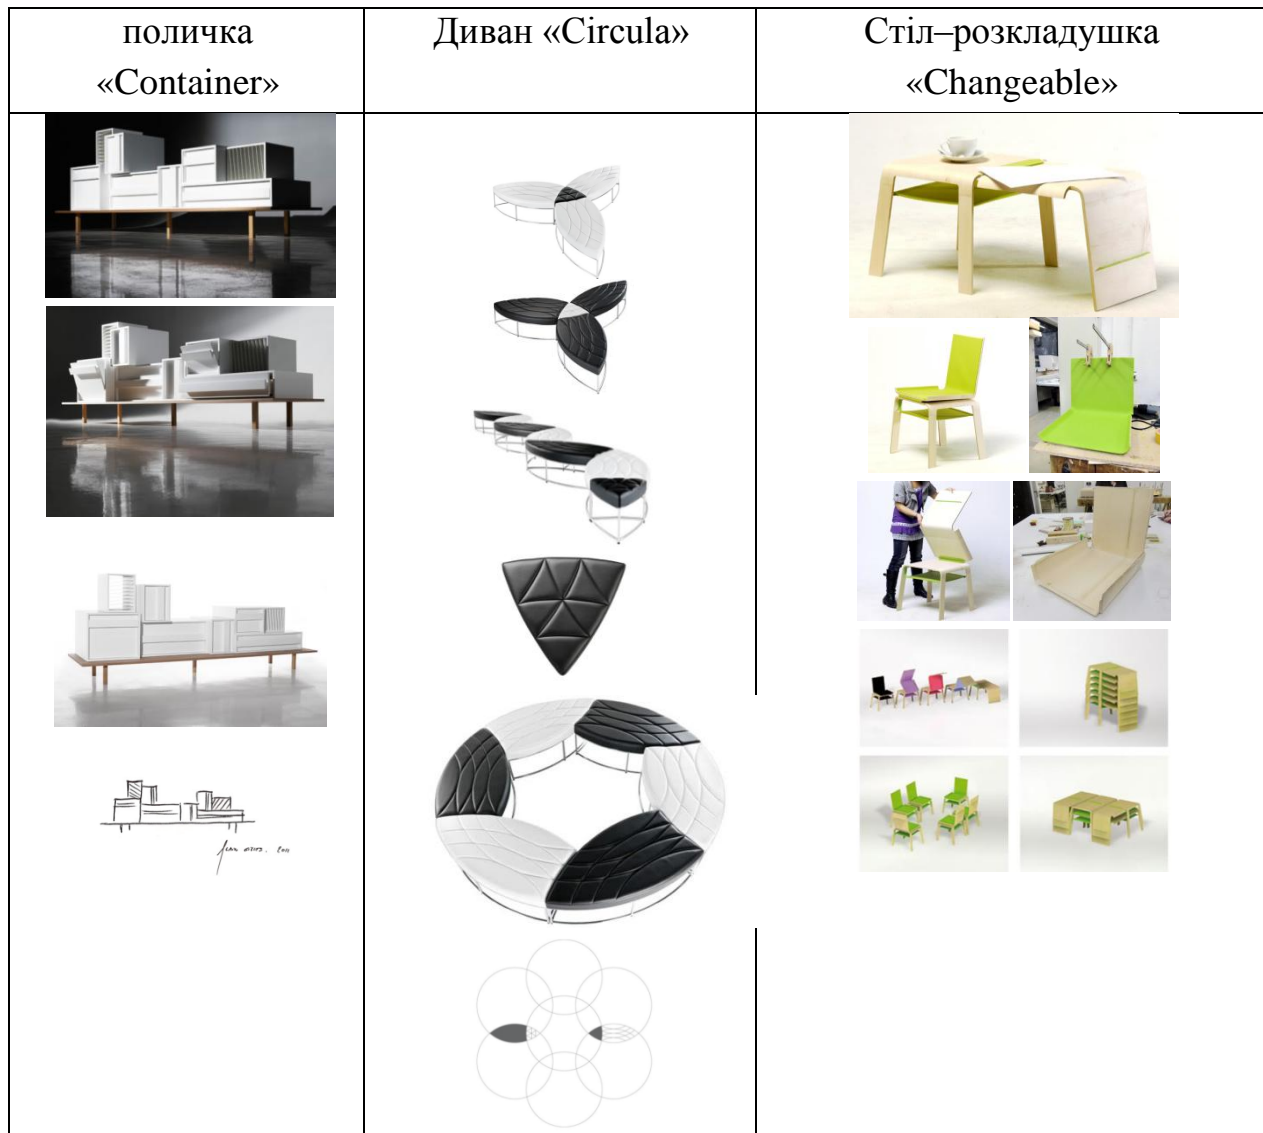 поличка
«Container»
Диван «Circula»
Стіл–розкладушка
«Changeable»